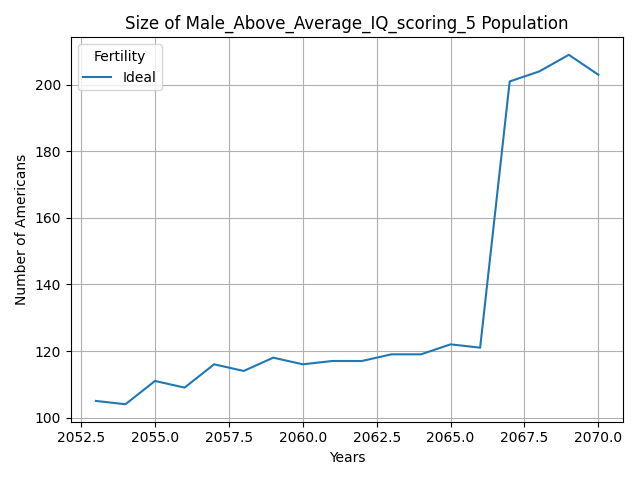 Size of Male_Above_Average_IQ_scoring_5 Population
Fertility
Ideal
Number of Americans
200
180
160
140
120
100
2052.5 2055.0 2057.5 2060.0 2062.5 2065.0 2067.5 2070.0
Years